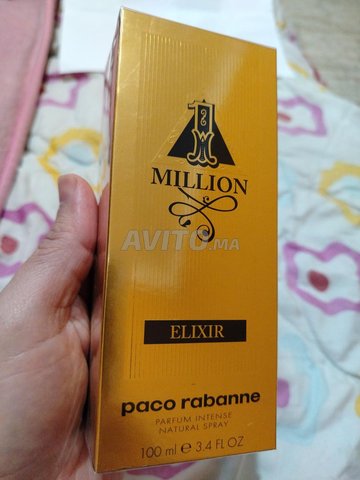 1
MILLION
AVITO.MA
ELIXIR
paco rabanne
PARFUM INTENSE
NATURAL SPRAY
100 ml e 3.4 FL OZ